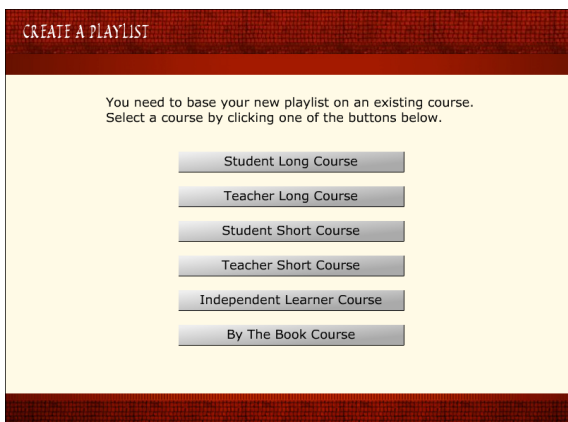 CREATE A PLAYLIST
You need to base your new playlist on an existing course.
Select a course by clicking one of the buttons below.
Student Long Course
Teacher Long Course
Student Short Course
Teacher Short Course
Independent Learner Course
By The Book Course